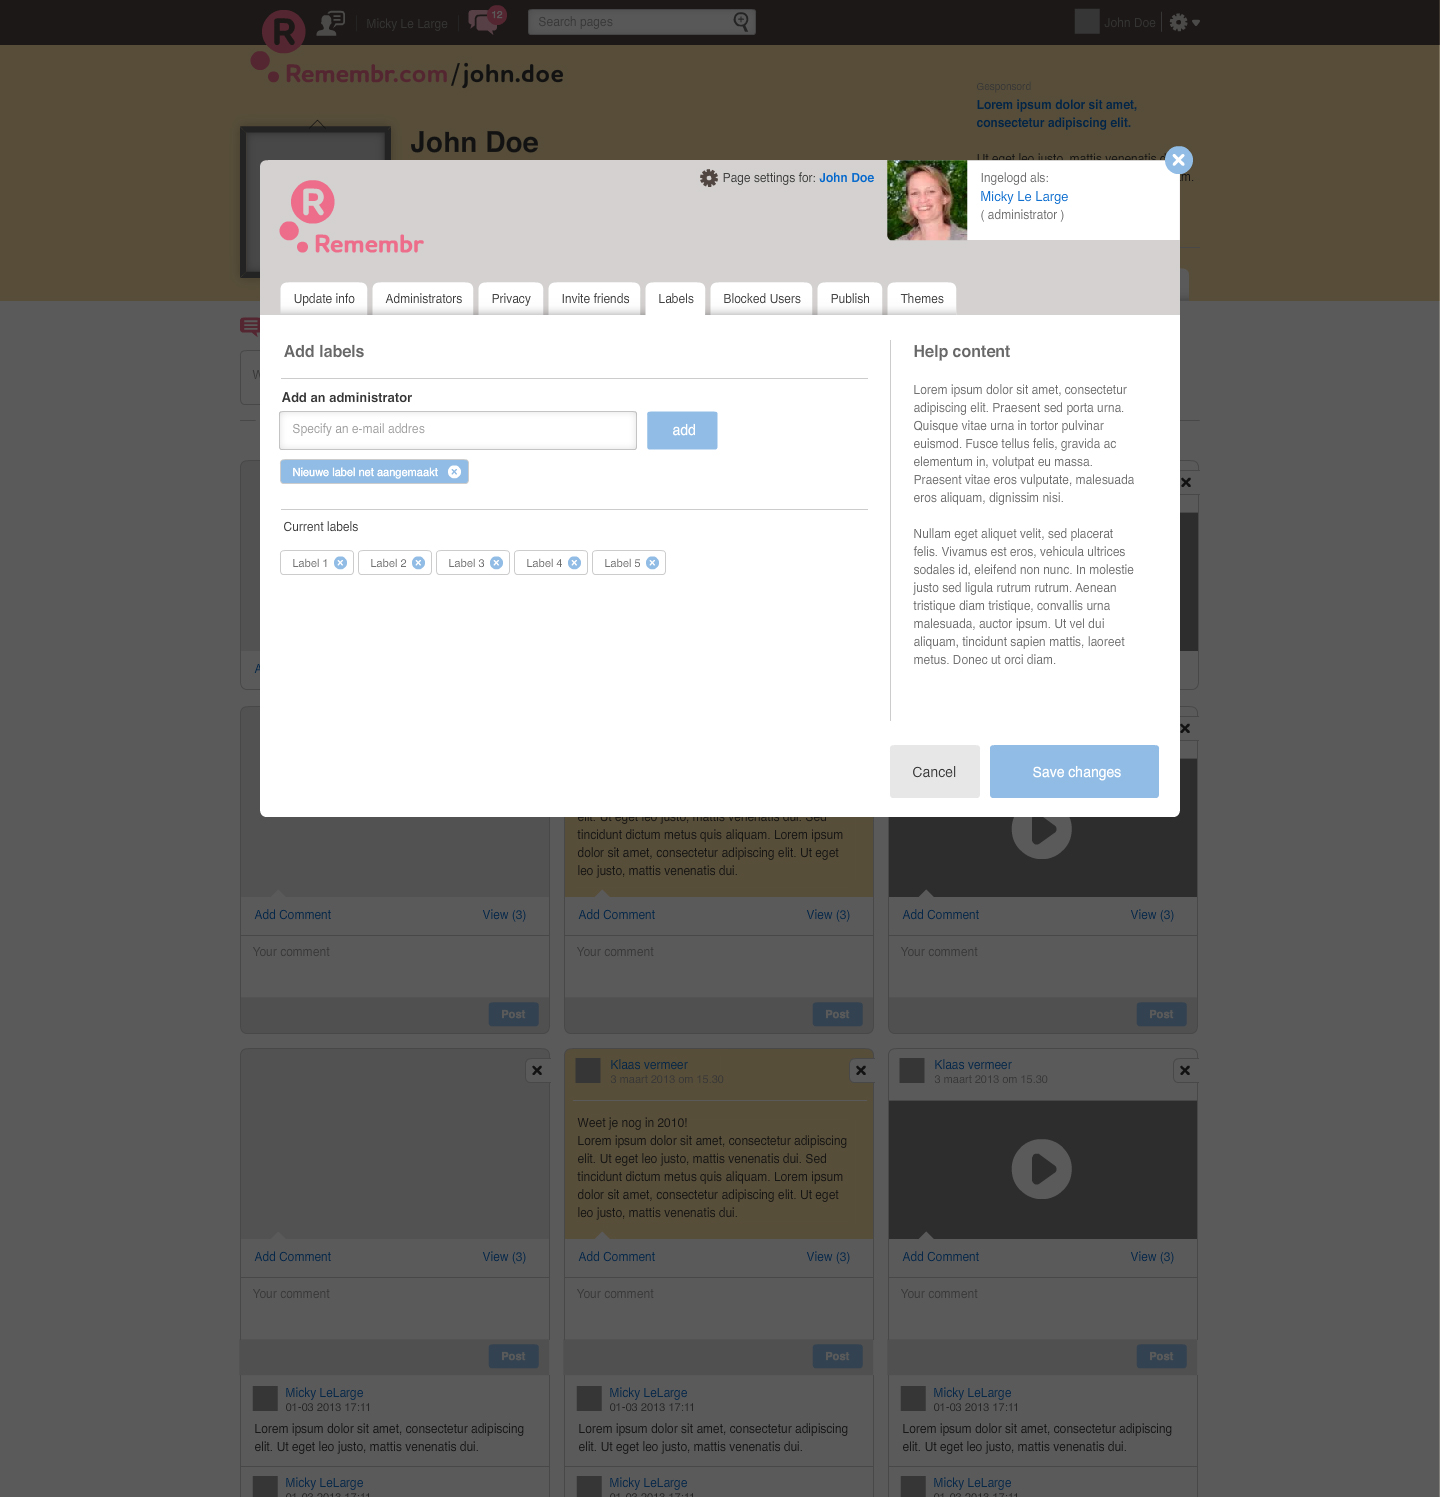 R
Micky Le Large
12
Search pages
John Doe
Remembr.com/john.doe
Gesponsord
Lorem ipsum dolor sit amet,
consectetur adipiscing elit.
John Doe
Page settings for: John Doe
Ingelogd als:
Micky Le Large
( administrator )
R
Remembr
Update info
Administrators
Privacy
Invite friends
Labels
Blocked Users
Publish
Themes
Add labels
Add an administrator
Specify an e-mail addres
add
Nieuwe label net aangemaakt
Current labels
Label 1
Label 2
Label 3
Label 4
Label 5
Help content
Lorem ipsum dolor sit amet, consectetur
adipiscing elit. Praesent sed porta urna.
Quisque vitae urna in tortor pulvinar
euismod. Fusce tellus felis, gravida ac
elementum in, volutpat eu massa.
Praesent vitae eros vulputate, malesuada
eros aliquam, dignissim nisi.
Nullam eget aliquet velit, sed placerat
felis. Vivamus est eros, vehicula ultrices
sodales id, eleifend non nunc. In molestie
justo sed ligula rutrum rutrum. Aenean
tristique diam tristique, convallis urna
malesuada, auctor ipsum. Ut vel dui
aliquam, tincidunt sapien mattis, laoreet
metus. Donec ut orci diam.
Cancel
Save changes
elit. Ut eget leo justo, mattis venenatis dui. Sed
tincidunt dictum metus quis aliquam. Lorem ipsum
dolor sit amet, consectetur adipiscing elit. Ut eget
leo justo, mattis venenatis dui.
Add Comment
View (3)
Add Comment
View (3)
Add Comment
View (3)
Your comment
Your comment
Your comment
Post
Post
Post
Klaas vermeer
3 maart 2013 om 15.30
Klaas vermeer
3 maart 2013 om 15.30
Weet je nog in 2010!
Lorem ipsum dolor sit amet, consectetur adipiscing
elit. Ut eget leo justo, mattis venenatis dui. Sed
tincidunt dictum metus quis aliquam. Lorem ipsum
dolor sit amet, consectetur adipiscing elit. Ut eget
leo justo, mattis venenatis dui.
Add Comment
View (3)
Add Comment
View (3)
Add Comment
View (3)
Your comment
Your comment
Your comment
Post
Post
Post
Micky LeLarge
01-03 2013 17:11
Lorem ipsum dolor sit amet, consectetur adipiscing
elit. Ut eget leo justo, mattis venenatis dui.
Micky LeLarge
01-03 2013 17:11
Lorem ipsum dolor sit amet, consectetur adipiscing
elit. Ut eget leo justo, mattis venenatis dui.
Micky LeLarge
01-03 2013 17:11
Lorem ipsum dolor sit amet, consectetur adipiscing
elit. Ut eget leo justo, mattis venenatis dui.
Micky LeLarge
01-03 2013 17:11
Micky LeLarge
01-03 2013 17:11
Micky LeLarge
01-03 2013 17:11